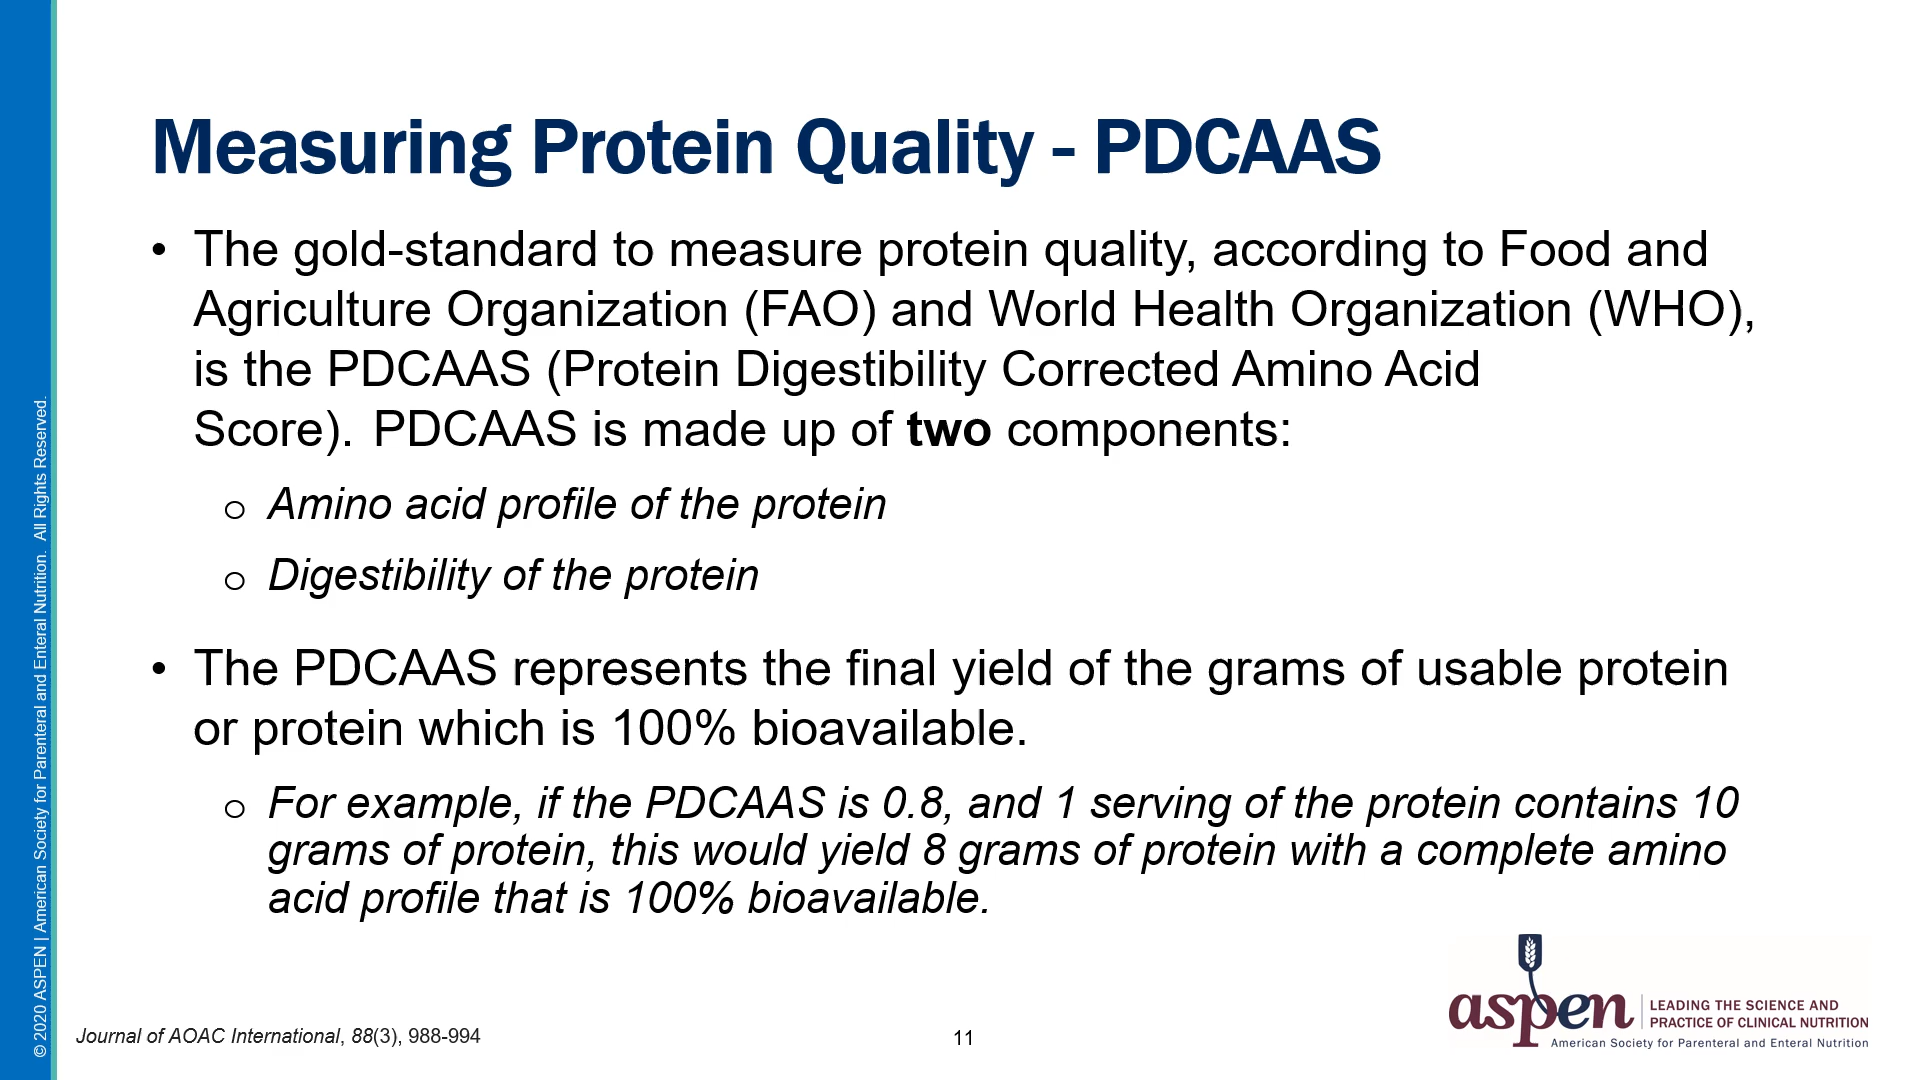 Measuring Protein Quality - PDCAAS
• The gold-standard to measure protein quality, according to Food and
Agriculture Organization (FAO) and World Health Organization (WHO),
is the PDCAAS (Protein Digestibility Corrected Amino Acid
Score). PDCAAS is made up of two components:
o Amino acid profile of the protein
o Digestibility of the protein
• The PDCAAS represents the final yield of the grams of usable protein
or protein which is 100% bioavailable.
o For example, if the PDCAAS is 0.8, and 1 serving of the protein contains 10
grams of protein, this would yield 8 grams of protein with a complete amino
acid profile that is 100% bioavailable.
© 2020 ASPEN | American Society for Parenteral and Enteral Nutrition. All Rights Reserved.
Journal of AOAC International, 88(3), 988-994
11
aspen
LEADING THE SCIENCE AND
PRACTICE OF CLINICAL NUTRITION
American Society for Parenteral and Enteral Nutrition